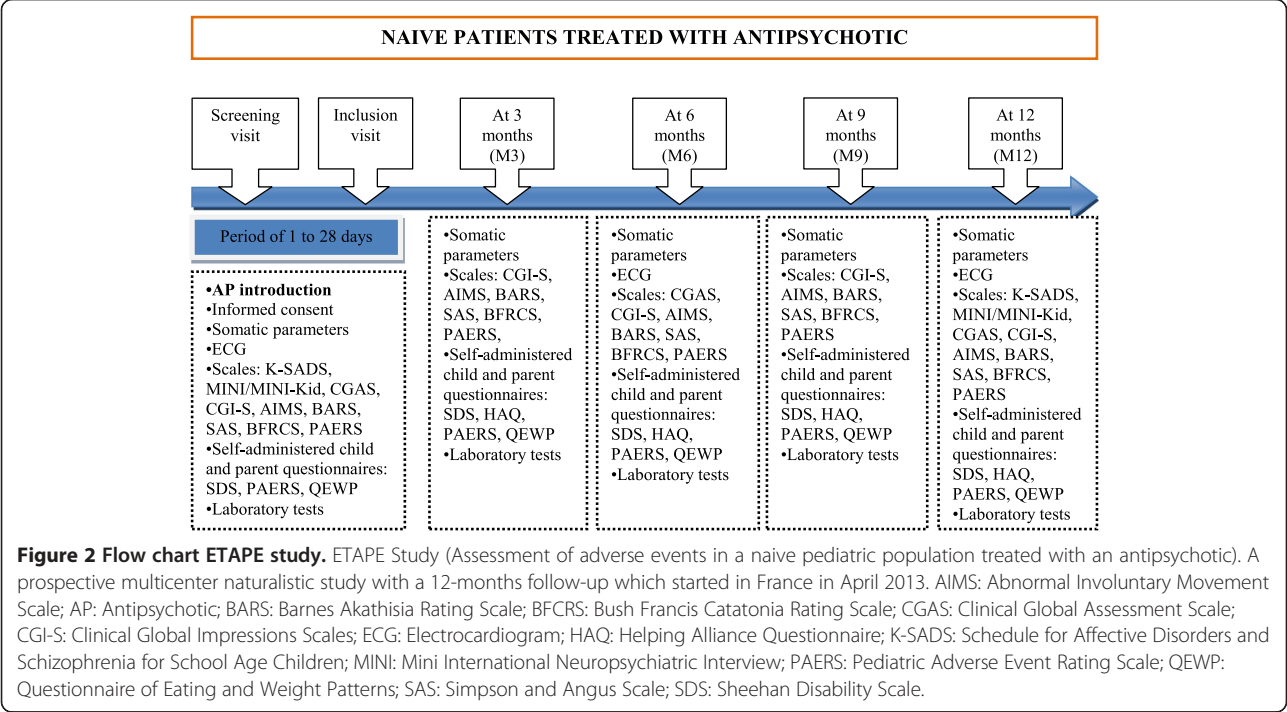 NAIVE PATIENTS TREATED WITH ANTIPSYCHOTIC
Screening
visit
Inclusion
visit
At 3
months
(M3)
At 6
months
(M6)
At 9
months
(M9)
At 12
months
(M12)
Period of 1 to 28 days
•AP introduction
•Informed consent
•Somatic parameters
•ECG
•Scales: K-SADS,
MINI/MINI-Kid, CGAS,
CGI-S, AIMS, BARS,
SAS, BFRCS, PAERS
•Self-administered child
and parent questionnaires:
SDS, PAERS, QEWP
•Laboratory tests
•Somatic
parameters
•Scales: CGI-S,
AIMS, BARS,
SAS, BFRCS,
PAERS,
•Self-administered
child and parent
questionnaires:
SDS, HAQ,
PAERS, QEWP
•Laboratory tests
•Somatic
parameters
•ECG
•Scales: CGAS,
CGI-S, AIMS,
BARS, SAS,
BFRCS, PAERS
•Self-administered
child and parent
questionnaires:
SDS, HAQ,
PAERS, QEWP
•Laboratory tests
•Somatic
parameters
•Scales: CGI-S,
AIMS, BARS,
SAS, BFRCS,
PAERS
•Self-administered
child and parent
questionnaires:
SDS, HAQ,
PAERS, QEWP
•Laboratory tests
•Somatic
parameters
•ECG
•Scales: K-SADS,
MINI/MINI-Kid,
CGAS, CGI-S,
AIMS, BARS,
SAS, BFRCS,
PAERS
•Self-administered
child and parent
questionnaires:
SDS, HAQ,
PAERS, QEWP
•Laboratory tests
Figure 2 Flow chart ETAPE study. ETAPE Study (Assessment of adverse events in a naive pediatric population treated with an antipsychotic). A
prospective multicenter naturalistic study with a 12-months follow-up which started in France in April 2013. AIMS: Abnormal Involuntary Movement
Scale; AP: Antipsychotic; BARS: Barnes Akathisia Rating Scale; BFCRS: Bush Francis Catatonia Rating Scale; CGAS: Clinical Global Assessment Scale;
CGI-S: Clinical Global Impressions Scales; ECG: Electrocardiogram; HAQ: Helping Alliance Questionnaire; K-SADS: Schedule for Affective Disorders and
Schizophrenia for School Age Children; MINI: Mini International Neuropsychiatric Interview; PAERS: Pediatric Adverse Event Rating Scale; QEWP:
Questionnaire of Eating and Weight Patterns; SAS: Simpson and Angus Scale; SDS: Sheehan Disability Scale.